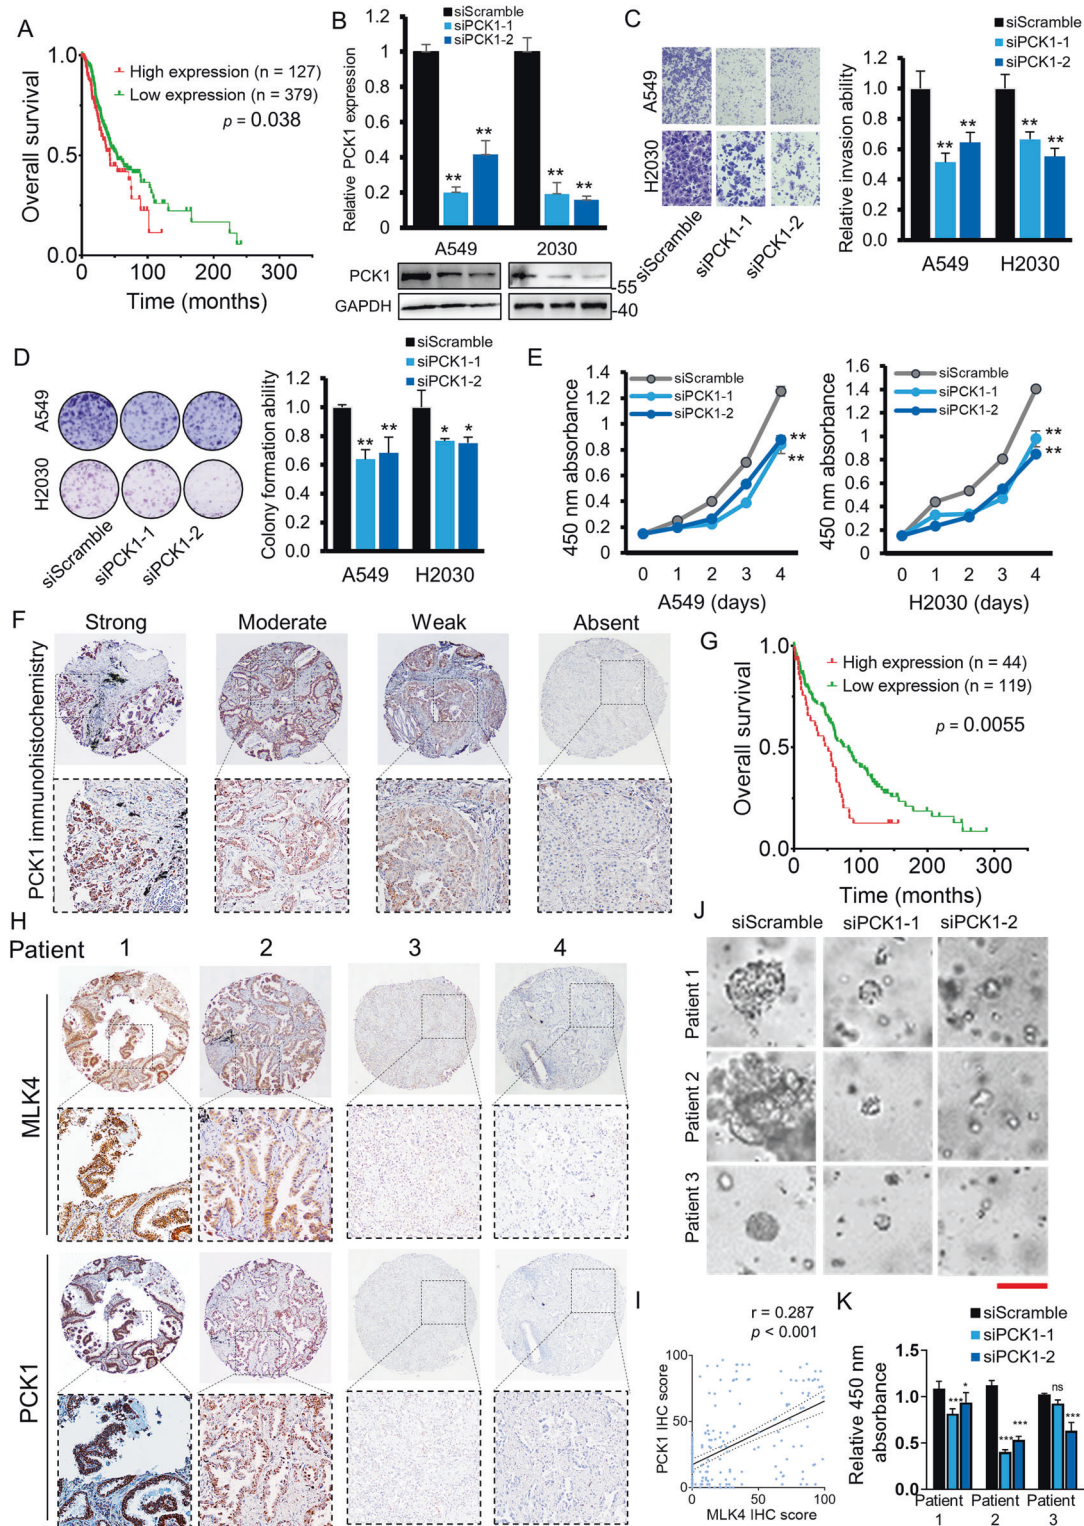 A
Overall survival
1.0
0.5
0.0
High expression (n = 127)
Low expression (n = 379)
p = 0.038
0 100 200 300
Time (months)
B
siScramble
siPCK1-1
siPCK1-2
Relative PCK1 expression
1.2
1
0.8
0.6
0.4
0.2
0
** ** ** **
A549 2030
PCK1
GAPDH
-55
-40
C
A549
H2030
siScramble siPCK1-1 siPCK1-2
siScramble
siPCK1-1
siPCK1-2
Relative invasion ability
1.2
1.0
0.8
0.6
0.4
0.2
0.0
** ** ** **
A549 H2030
D
A549
H2030
siScramble siPCK1-1 siPCK1-2
siScramble
siPCK1-1
siPCK1-2
Colony formation ability
1.2
1.0
0.8
0.6
0.4
0.2
0.0
** ** * *
A549 H2030
E
450 nm absorbance
1.4
1.2
1
0.8
0.6
0.4
0.2
0
siScramble
siPCK1-1
siPCK1-2
**
**
0 1 2 3 4
A549 (days)
450 nm absorbance
1.6
1.4
1.2
1
0.8
0.6
0.4
0.2
0
siScramble
siPCK1-1
siPCK1-2
**
**
0 1 2 3 4
H2030 (days)
F
Strong Moderate Weak Absent
PCK1 immunohistochemistry
G
Overall survival
1.0
0.5
0.0
High expression (n = 44)
Low expression (n = 119)
p = 0.0055
0 100 200 300
Time (months)
H
Patient 1 2 3 4
MLK4
PCK1
I
r = 0.287
p < 0.001
PCK1 IHC score
100
50
0
0 50 100
MLK4 IHC score
J
siScramble siPCK1-1 siPCK1-2
Patient 1
Patient 2
Patient 3
K
siScramble
siPCK1-1
siPCK1-2
Relative 450 nm
absorbance
1.5
1.0
0.5
0.0
*** * *** *** ns ***
Patient Patient Patient
1 2 3